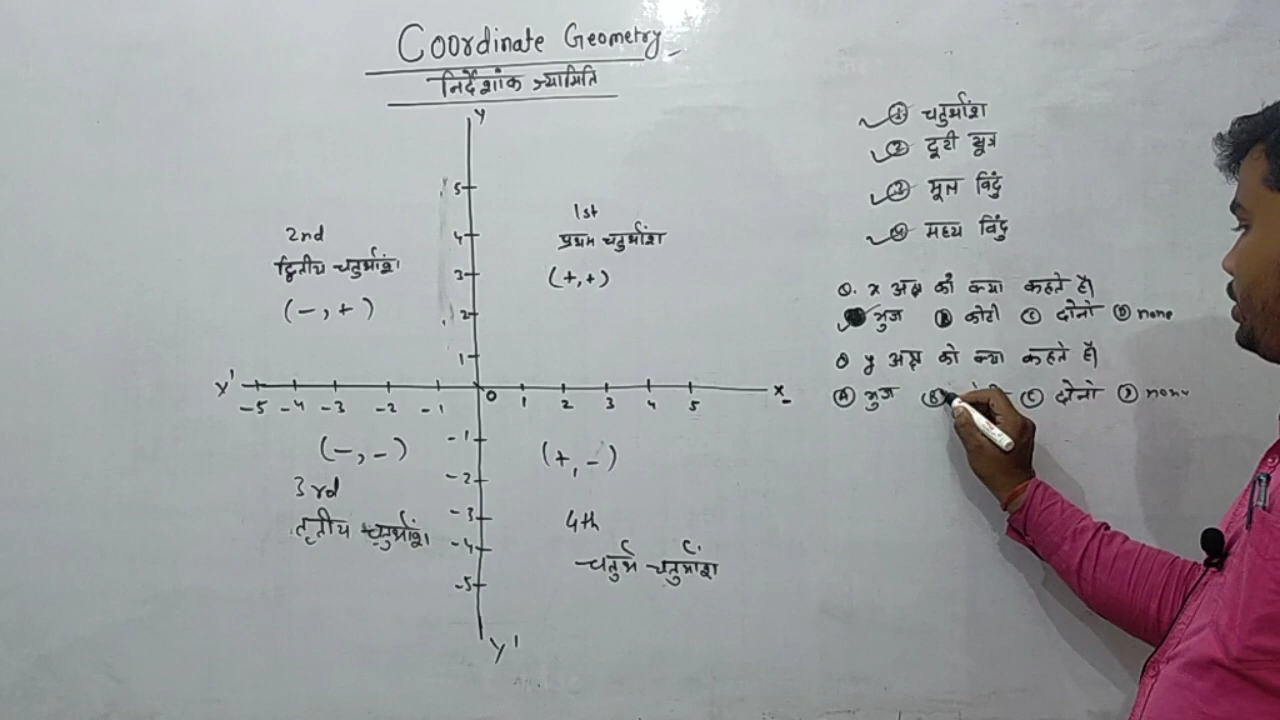 Coordinate Geometry
निर्देशांक ज्यामिति
Y
5
4
3
2
1
1st
प्रथम चतुर्थांश
(+,+)
2nd
द्वितीय चतुर्थांश
(-,+)
X' -5 -4 -3 -2 -1 0 1 2 3 4 5 X
(-,-)
3rd
तृतीय चतुर्थांश
(+,-)
4th
चतुर्थ चतुर्थांश
-1
-2
-3
-4
-5
Y'
① चतुर्थांश
② दूरी सूत्र
③ मूल बिंदु
④ मध्य बिंदु
Q. x अक्ष को क्या कहते हैं।
भुज Ⓑ कोटी Ⓒ दोनो Ⓓ none
Q y अक्ष को क्या कहते हैं।
Ⓐ भुज Ⓑ Ⓒ दोनो Ⓓ none